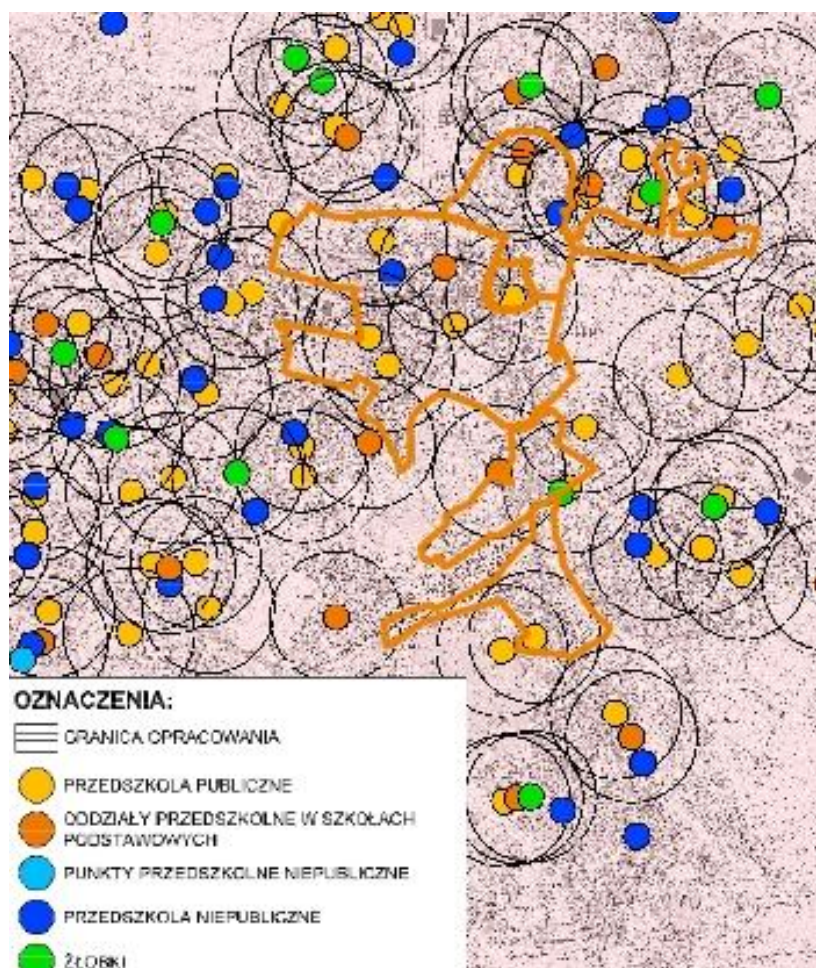 OZNACZENIA:
GRANICA OPRACOWANIA
PRZEDSZKOLA PUBLICZNE
ODDZIAŁY PRZEDSZKOLNE W SZKOŁACH
PODSTAWOWYCH
PUNKTY PRZEDSZKOLNE NIEPUBLICZNE
PRZEDSZKOLA NIEPUBLICZNE
ŻŁOBKI